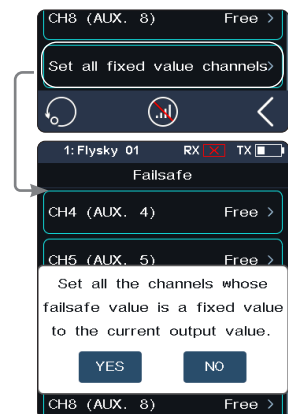 CH8 (AUX. 8) Free >
Set all fixed value channels>
1: Flysky 01 RX TX
Failsafe
CH4 (AUX. 4) Free >
CH5 (AUX. 5) Free >
Set all the channels whose
failsafe value is a fixed value
to the current output value.
YES NO
CH8 (AUX. 8) Free >